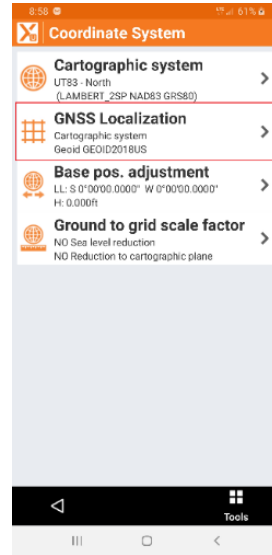 8:58 61%
Coordinate System
Cartographic system
UT83 - North
(LAMBERT_2SP NAD83 GRS80)
GNSS Localization
Cartographic system
Geoid GEOID2018US
Base pos. adjustment
LL: S 0°00'00.0000" W 0°00'00.0000"
H: 0.000ft
Ground to grid scale factor
NO Sea level reduction
NO Reduction to cartographic plane
Tools